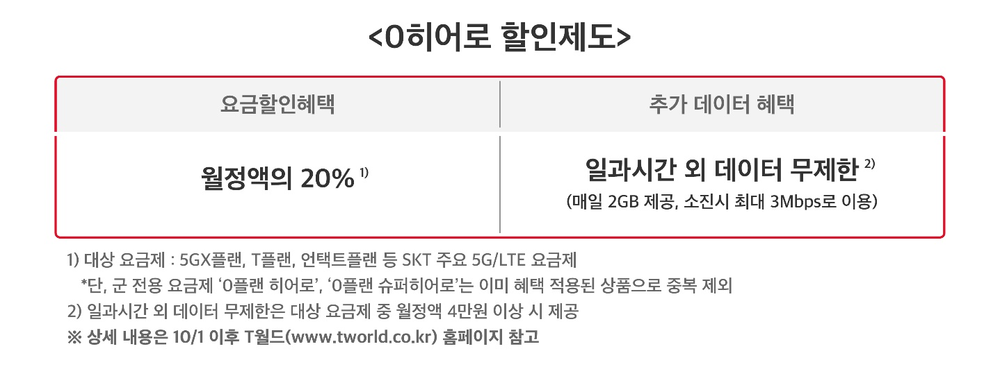 <0히어로 할인제도>
요금할인혜택
추가 데이터 혜택
월정액의 20% 1)
일과시간 외 데이터 무제한 2)
(매일 2GB 제공, 소진시 최대 3Mbps로 이용)
1) 대상 요금제 : 5GX플랜, T플랜, 언택트플랜 등 SKT 주요 5G/LTE 요금제
*단, 군 전용 요금제 ‘0플랜 히어로’, ‘0플랜 슈퍼히어로’는 이미 혜택 적용된 상품으로 중복 제외
2) 일과시간 외 데이터 무제한은 대상 요금제 중 월정액 4만원 이상 시 제공
※ 상세 내용은 10/1 이후 T월드(www.tworld.co.kr) 홈페이지 참고